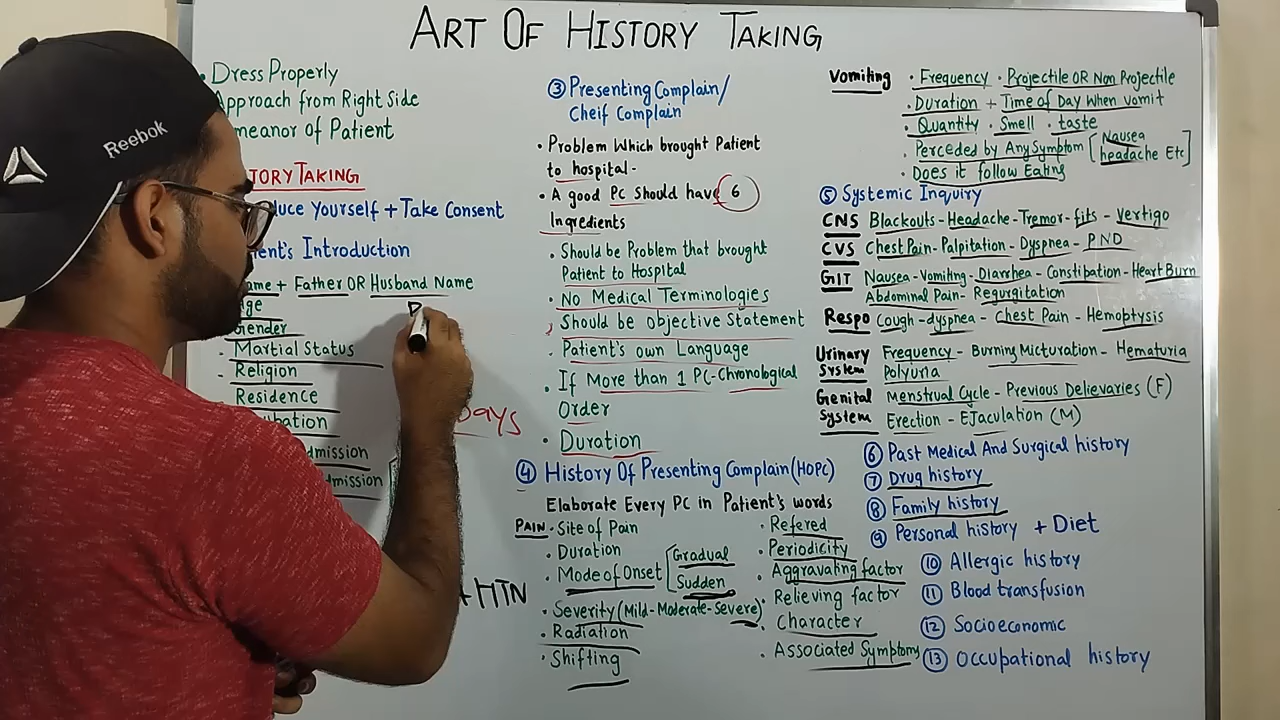 ART OF HISTORY TAKING
Dress Properly
Approach from Right Side
meanor of Patient
TORY TAKING
duce Yourself + Take Consent
ient's Introduction
ame + Father OR Husband Name
ge
Gender
Martial Status
Religion
Residence
dmission
dmission
Days
+ HTN
Reebok
③ Presenting Complain/
Cheif Complain
• Problem Which brought Patient
to hospital-
• A good PC Should have 6
Ingredients
• Should be Problem that brought
Patient to Hospital
• No Medical Terminologies
Should be objective Statement
• Patient's own Language
• If More than 1 PC-Chronological
Order
• Duration
④ History Of Presenting Complain (HOPC)
Elaborate Every PC in Patient's words
PAIN • Site of Pain
• Duration
• Mode of Onset [Gradual
Sudden
• Severity (Mild-Moderate-Severe)
• Radiation
• Shifting
• Refered
• Periodicity
• Aggravating factor
• Relieving factor
• Character
• Associated Symptom
Vomiting • Frequency • Projectile OR Non Projectile
• Duration + Time of Day When vomit
• Quantity • Smell • taste
• Perceded by Any Symptom [Nausea
headache Etc]
• Does it follow Eating
⑤ Systemic Inquiry
CNS Blackouts - Headache - Tremor - fits - Vertigo
CVS Chest Pain - Palpitation - Dyspnea - PND
GIT Nausea - Vomiting - Diarrhea - Constipation - Heart Burn
Abdominal Pain - Regurgitation
Respo Cough - dyspnea - Chest Pain - Hemoptysis
Urinary System Frequency - Burning Micturation - Hematuria
Polyuria
Genital System Menstrual Cycle - Previous Delievaries (F)
Erection - Ejaculation (M)
⑥ Past Medical And Surgical history
⑦ Drug history
⑧ Family history
⑨ Personal history + Diet
⑩ Allergic history
⑪ Blood transfusion
⑫ Socioeconomic
⑬ Occupational history